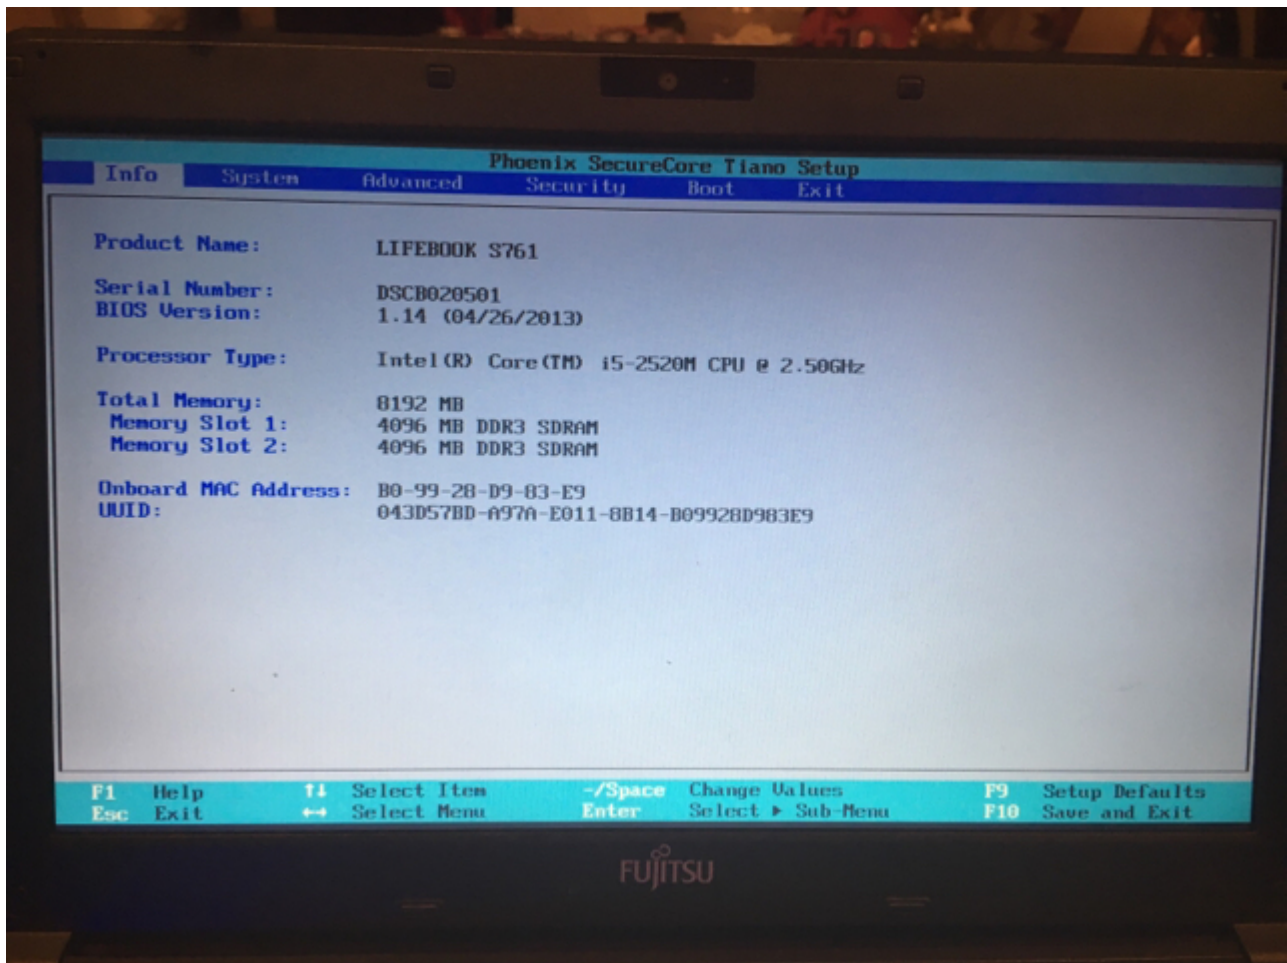 Phoenix SecureCore Tiano Setup
Info System Advanced Security Boot Exit
Product Name: LIFEBOOK S761
Serial Number: DSCB020501
BIOS Version: 1.14 (04/26/2013)
Processor Type: Intel(R) Core(TM) i5-2520M CPU @ 2.50GHz
Total Memory: 8192 MB
Memory Slot 1: 4096 MB DDR3 SDRAM
Memory Slot 2: 4096 MB DDR3 SDRAM
Onboard MAC Address: B0-99-28-D9-83-E9
UUID: 043D57BD-A97A-E011-8B14-B09928D983E9
F1 Help ↑↓ Select Item -/Space Change Values F9 Setup Defaults
Esc Exit ↔ Select Menu Enter Select ▶ Sub-Menu F10 Save and Exit
FUJITSU